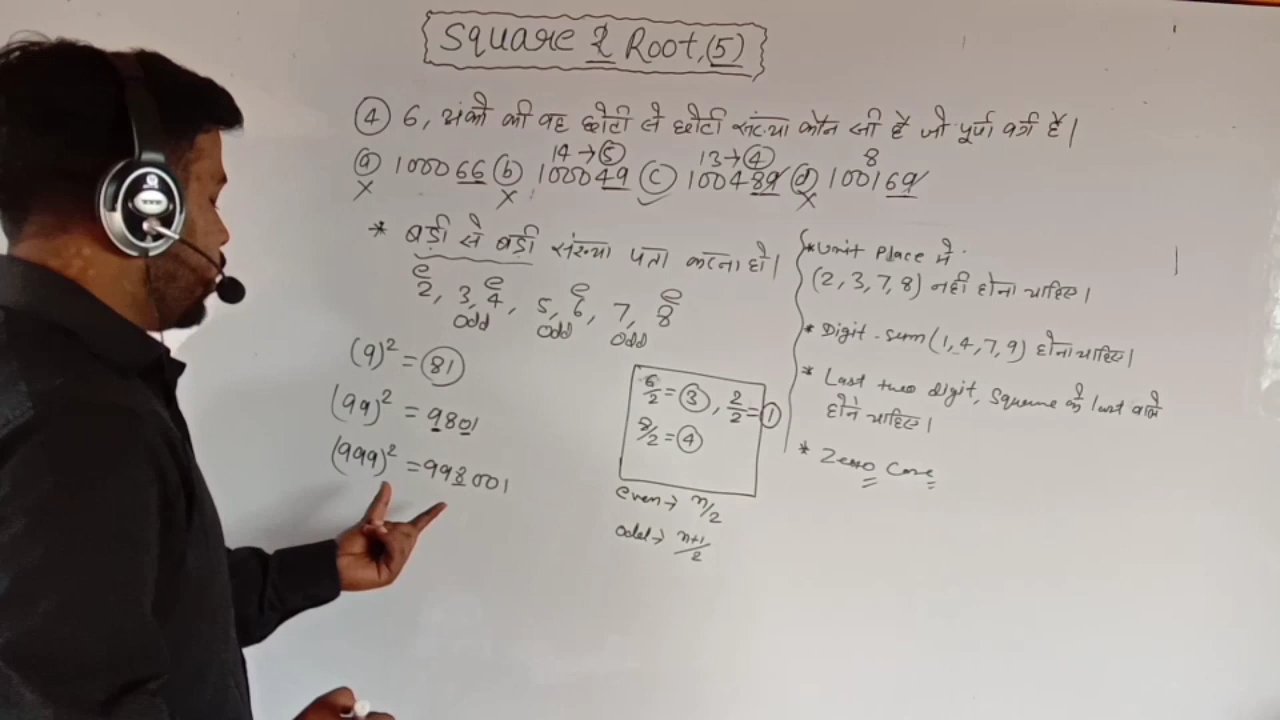 Square & Root, (5)
④ 6, अंको की वह छोटी से छोटी संख्या कौन सी है जो पूर्ण वर्ग है।
14→⑤ 13→④ 8
ⓐ 100066 ⓑ 100049 ⓒ 100489 ⓓ 100169
* बड़ी से बड़ी संख्या पता करना हो।
e e e e
2, 3, 4, 5, 6, 7, 8
odd odd odd
(9)² = 81
(99)² = 9801
(999)² = 998001
6/2 = ③, 2/2 = ①
8/2 = ④
even → n/2
odd → n+1/2
* Unit Place में
(2, 3, 7, 8) नही होना चाहिए।
* Digit-sum (1, 4, 7, 9) होना चाहिए।
* Last two digit, Square के last वाले
होने चाहिए।
* Zero Case